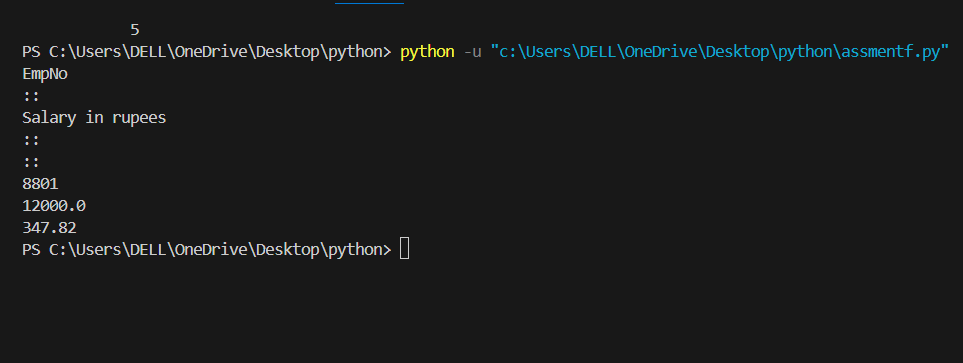 5
PS C:\Users\DELL\OneDrive\Desktop\python> python -u "c:\Users\DELL\OneDrive\Desktop\python\assmentf.py"
EmpNo
::
Salary in rupees
::
::
8801
12000.0
347.82
PS C:\Users\DELL\OneDrive\Desktop\python>